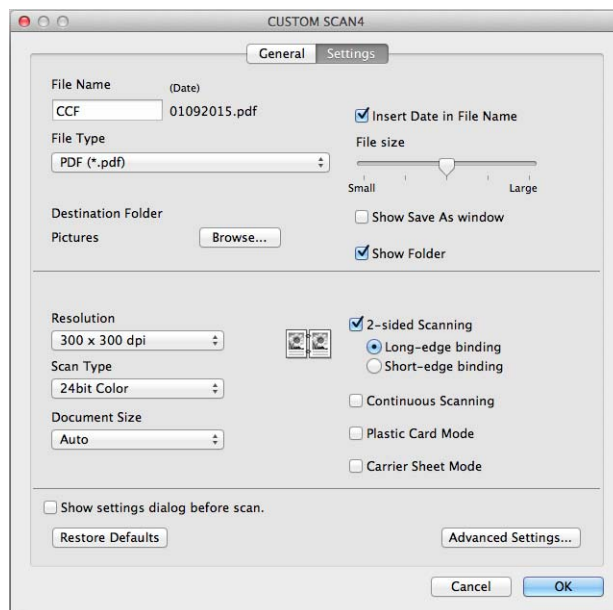 CUSTOM SCAN4
General Settings
File Name (Date)
CCF 01092015.pdf
Insert Date in File Name
File Type
File size
PDF (*.pdf)
Small Large
Destination Folder
Show Save As window
Pictures Browse...
Show Folder
Resolution
300 x 300 dpi
2-sided Scanning
Long-edge binding
Scan Type
Short-edge binding
24bit Color
Continuous Scanning
Document Size
Auto
Plastic Card Mode
Carrier Sheet Mode
Show settings dialog before scan.
Restore Defaults Advanced Settings...
Cancel OK